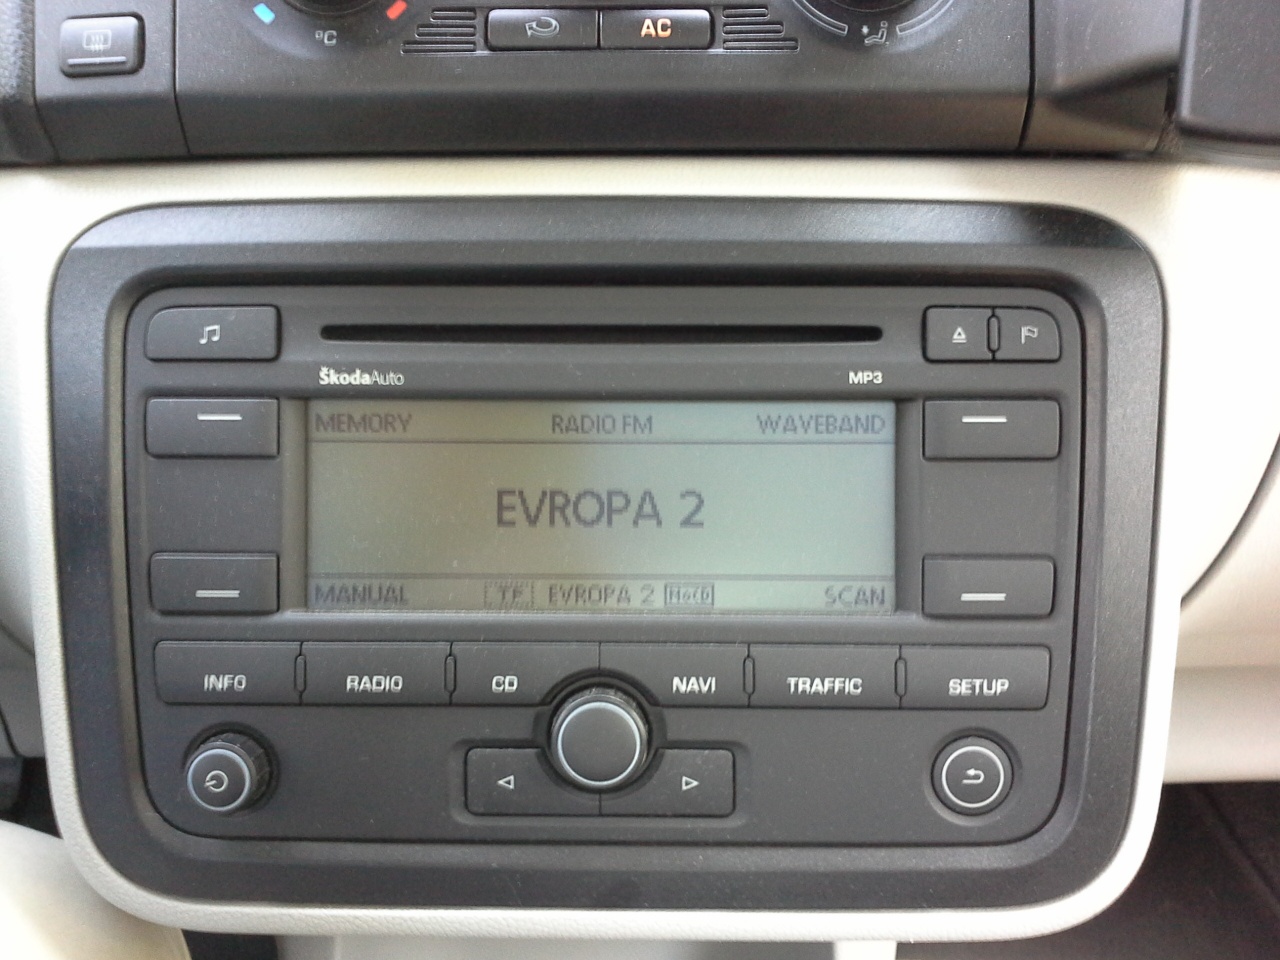 °C
AC
ŠkodaAuto
MP3
MEMORY RADIO FM WAVEBAND
EVROPA 2
MANUAL TP EVROPA 2 NoCD SCAN
INFO RADIO CD NAVI TRAFFIC SETUP